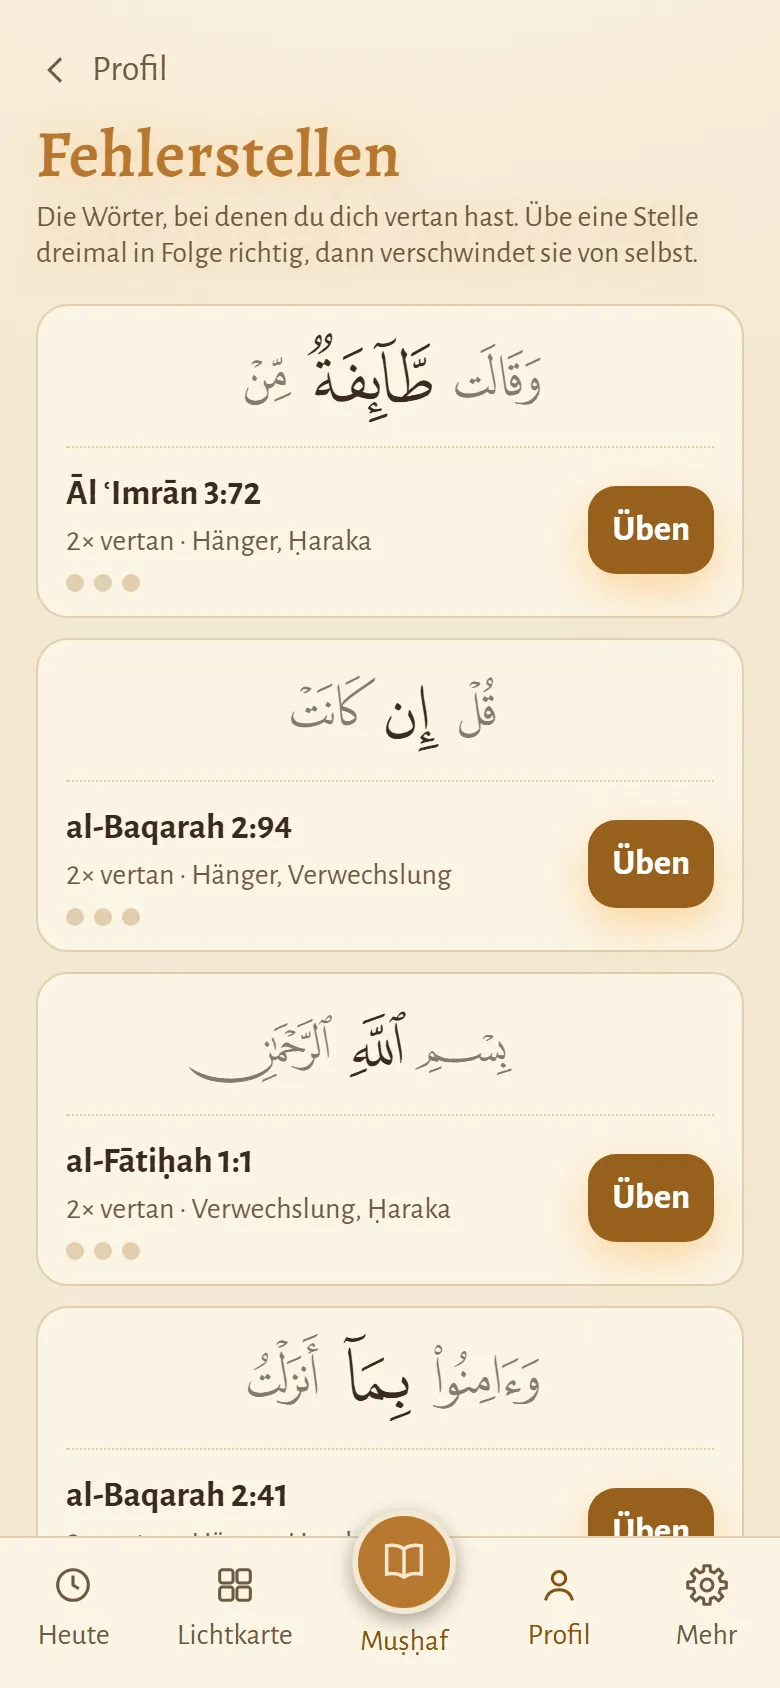 Profil
Fehlerstellen
Die Wörter, bei denen du dich vertan hast. Übe eine Stelle
dreimal in Folge richtig, dann verschwindet sie von selbst.
وَقَالَت طَّآئِفَةٌ مِّنْ
Āl ʿImrān 3:72
2× vertan · Hänger, Ḥaraka
Üben
قُلْ إِن كَانَتْ
al-Baqarah 2:94
2× vertan · Hänger, Verwechslung
Üben
بِسْمِ ٱللَّهِ ٱلرَّحْمَٰنِ
al-Fātiḥah 1:1
2× vertan · Verwechslung, Ḥaraka
Üben
وَءَامِنُوا۟ بِمَآ أَنزَلْتُ
al-Baqarah 2:41
Üben
Heute
Lichtkarte
Muṣḥaf
Profil
Mehr